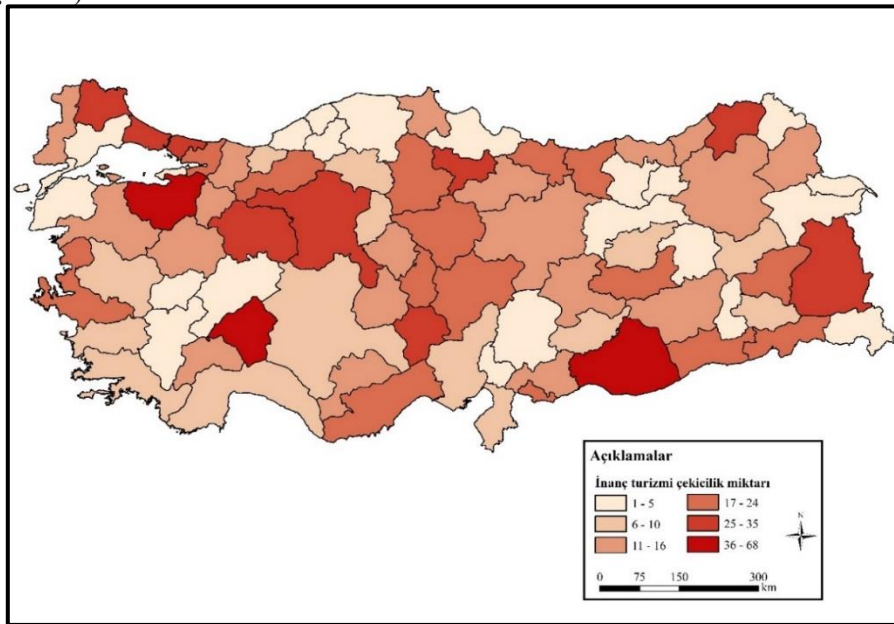 Açıklamalar
İnanç turizmi çekicilik miktarı
1 - 5 17 - 24
6 - 10 25 - 35
11 - 16 36 - 68
N
0 75 150 300
km